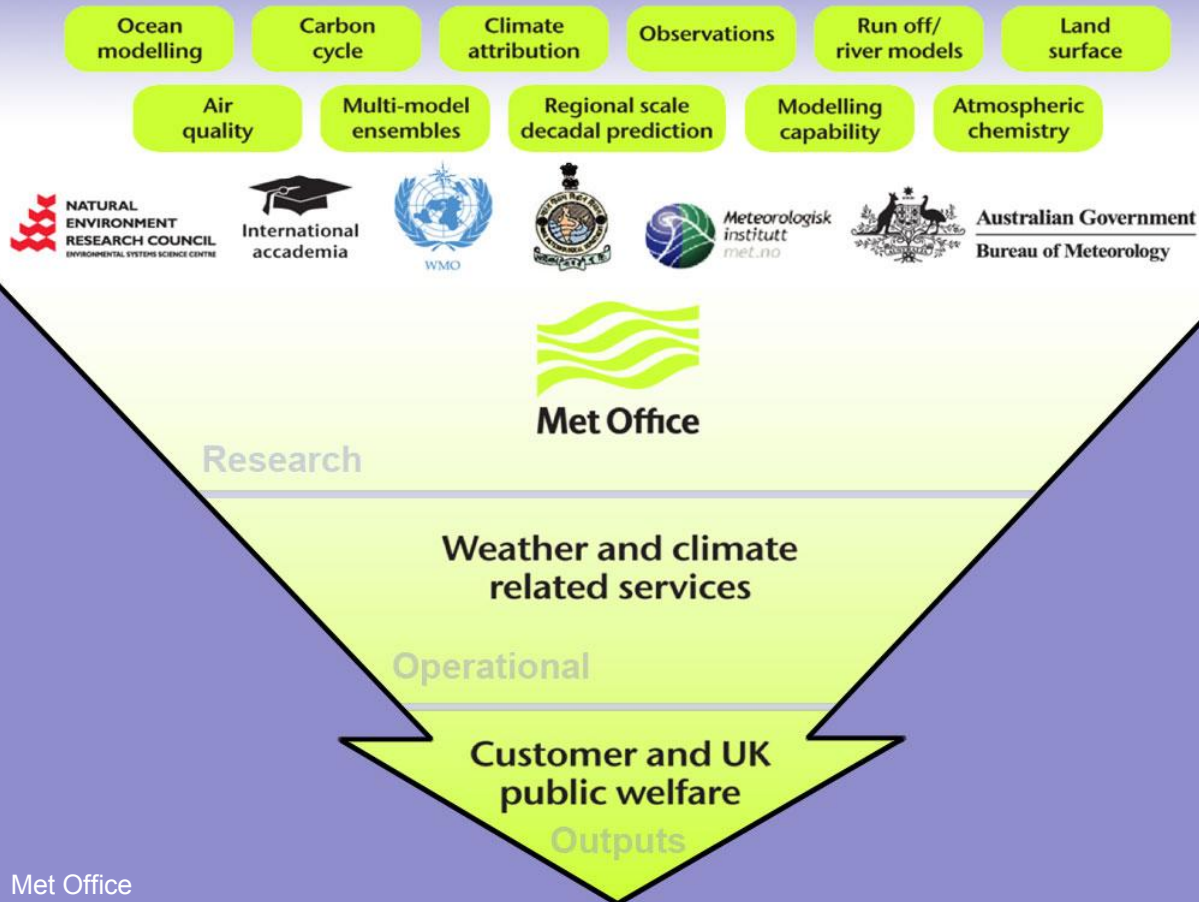 Ocean
modelling
Carbon
cycle
Climate
attribution
Observations
Run off/
river models
Land
surface
Air
quality
Multi-model
ensembles
Regional scale
decadal prediction
Modelling
capability
Atmospheric
chemistry
NATURAL
ENVIRONMENT
RESEARCH COUNCIL
ENVIRONMENTAL SYSTEMS SCIENCE CENTRE
International
accademia
WMO
Meteorologisk
institutt
met.no
Australian Government
Bureau of Meteorology
Met Office
Research
Weather and climate
related services
Operational
Customer and UK
public welfare
Outputs
Met Office